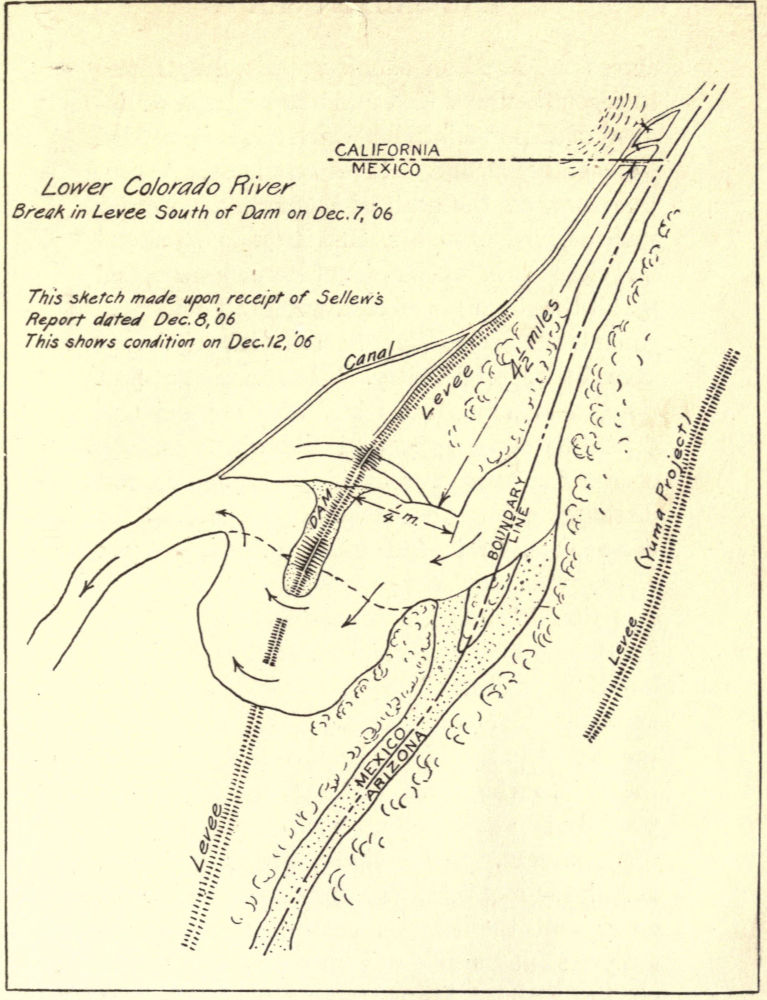 CALIFORNIA
MEXICO
Lower Colorado River
Break in Levee South of Dam on Dec. 7, '06
This sketch made upon receipt of Sellew's
Report dated Dec. 8, '06
This shows condition on Dec. 12, '06
Canal
Levee
4 1/2 miles
DAM
1/4 m.
BOUNDARY
LINE
Levee (Yuma Project)
MEXICO
ARIZONA
Levee